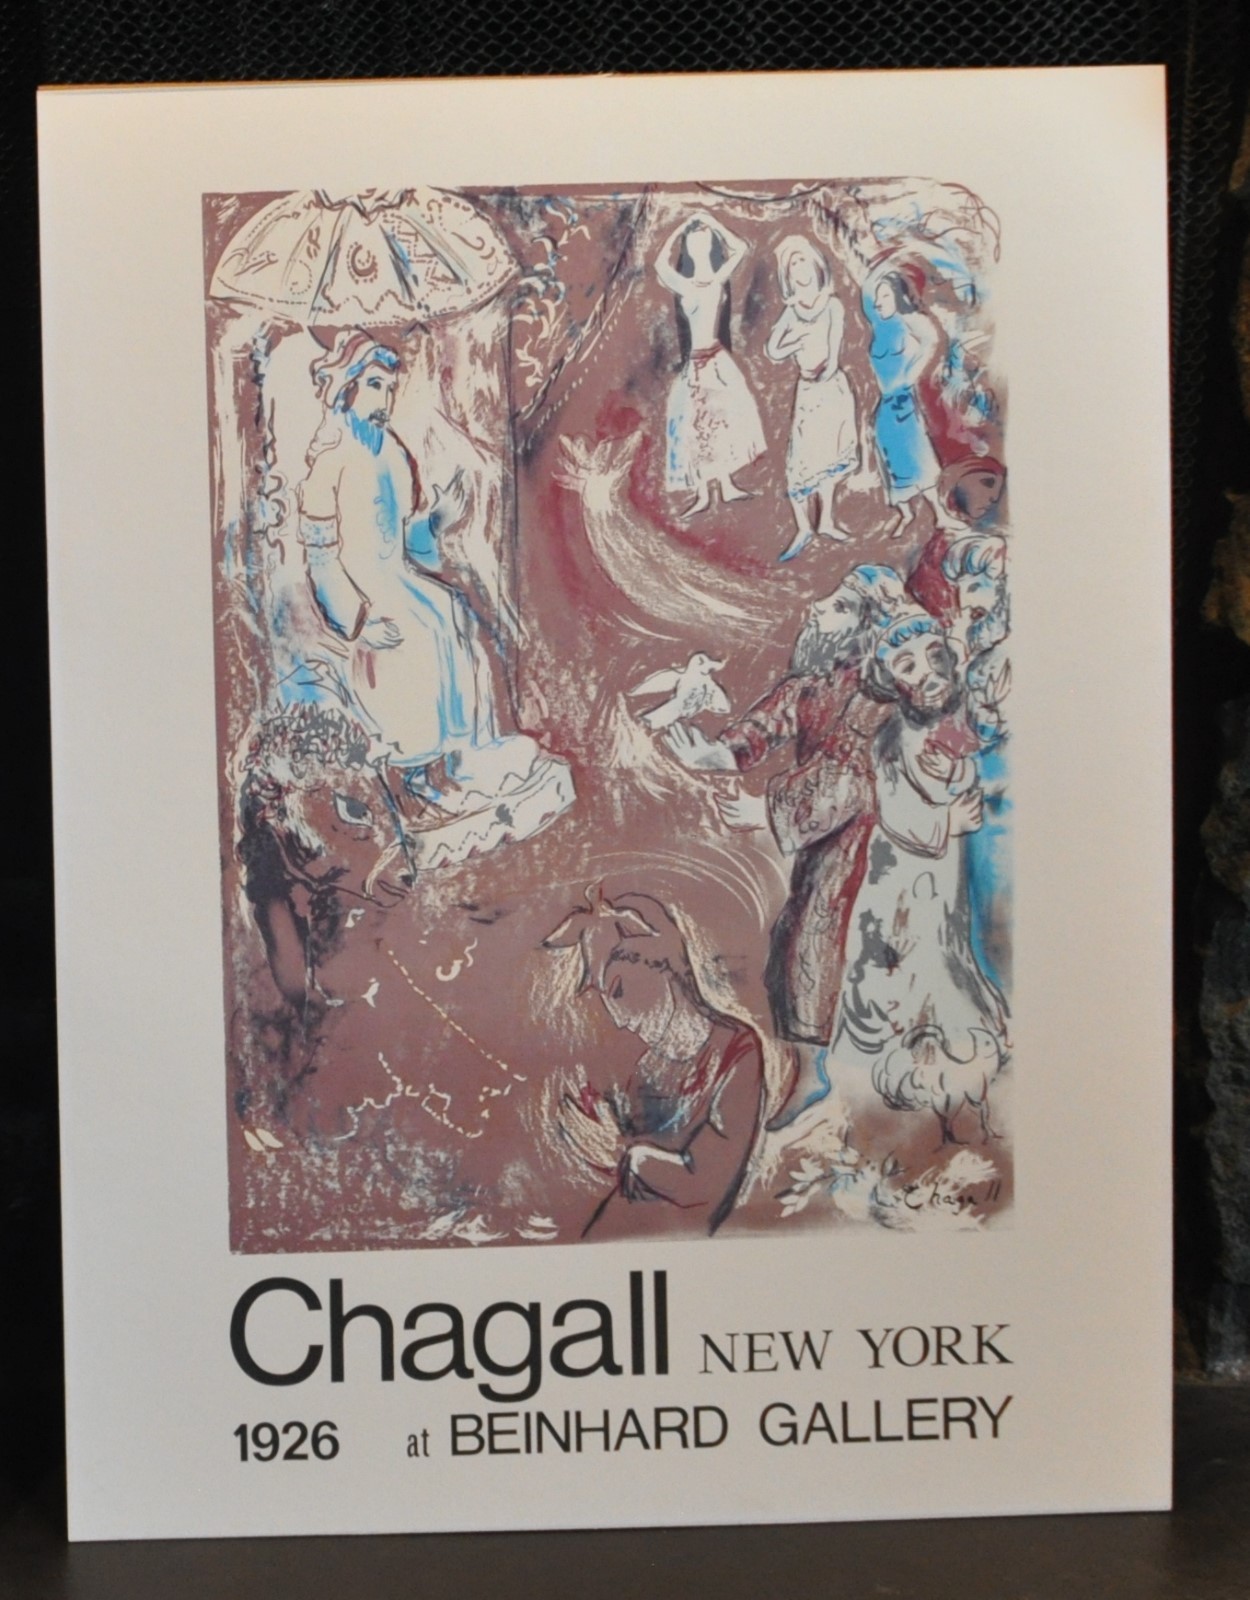 Chagall
Chagall NEW YORK
1926 at BEINHARD GALLERY